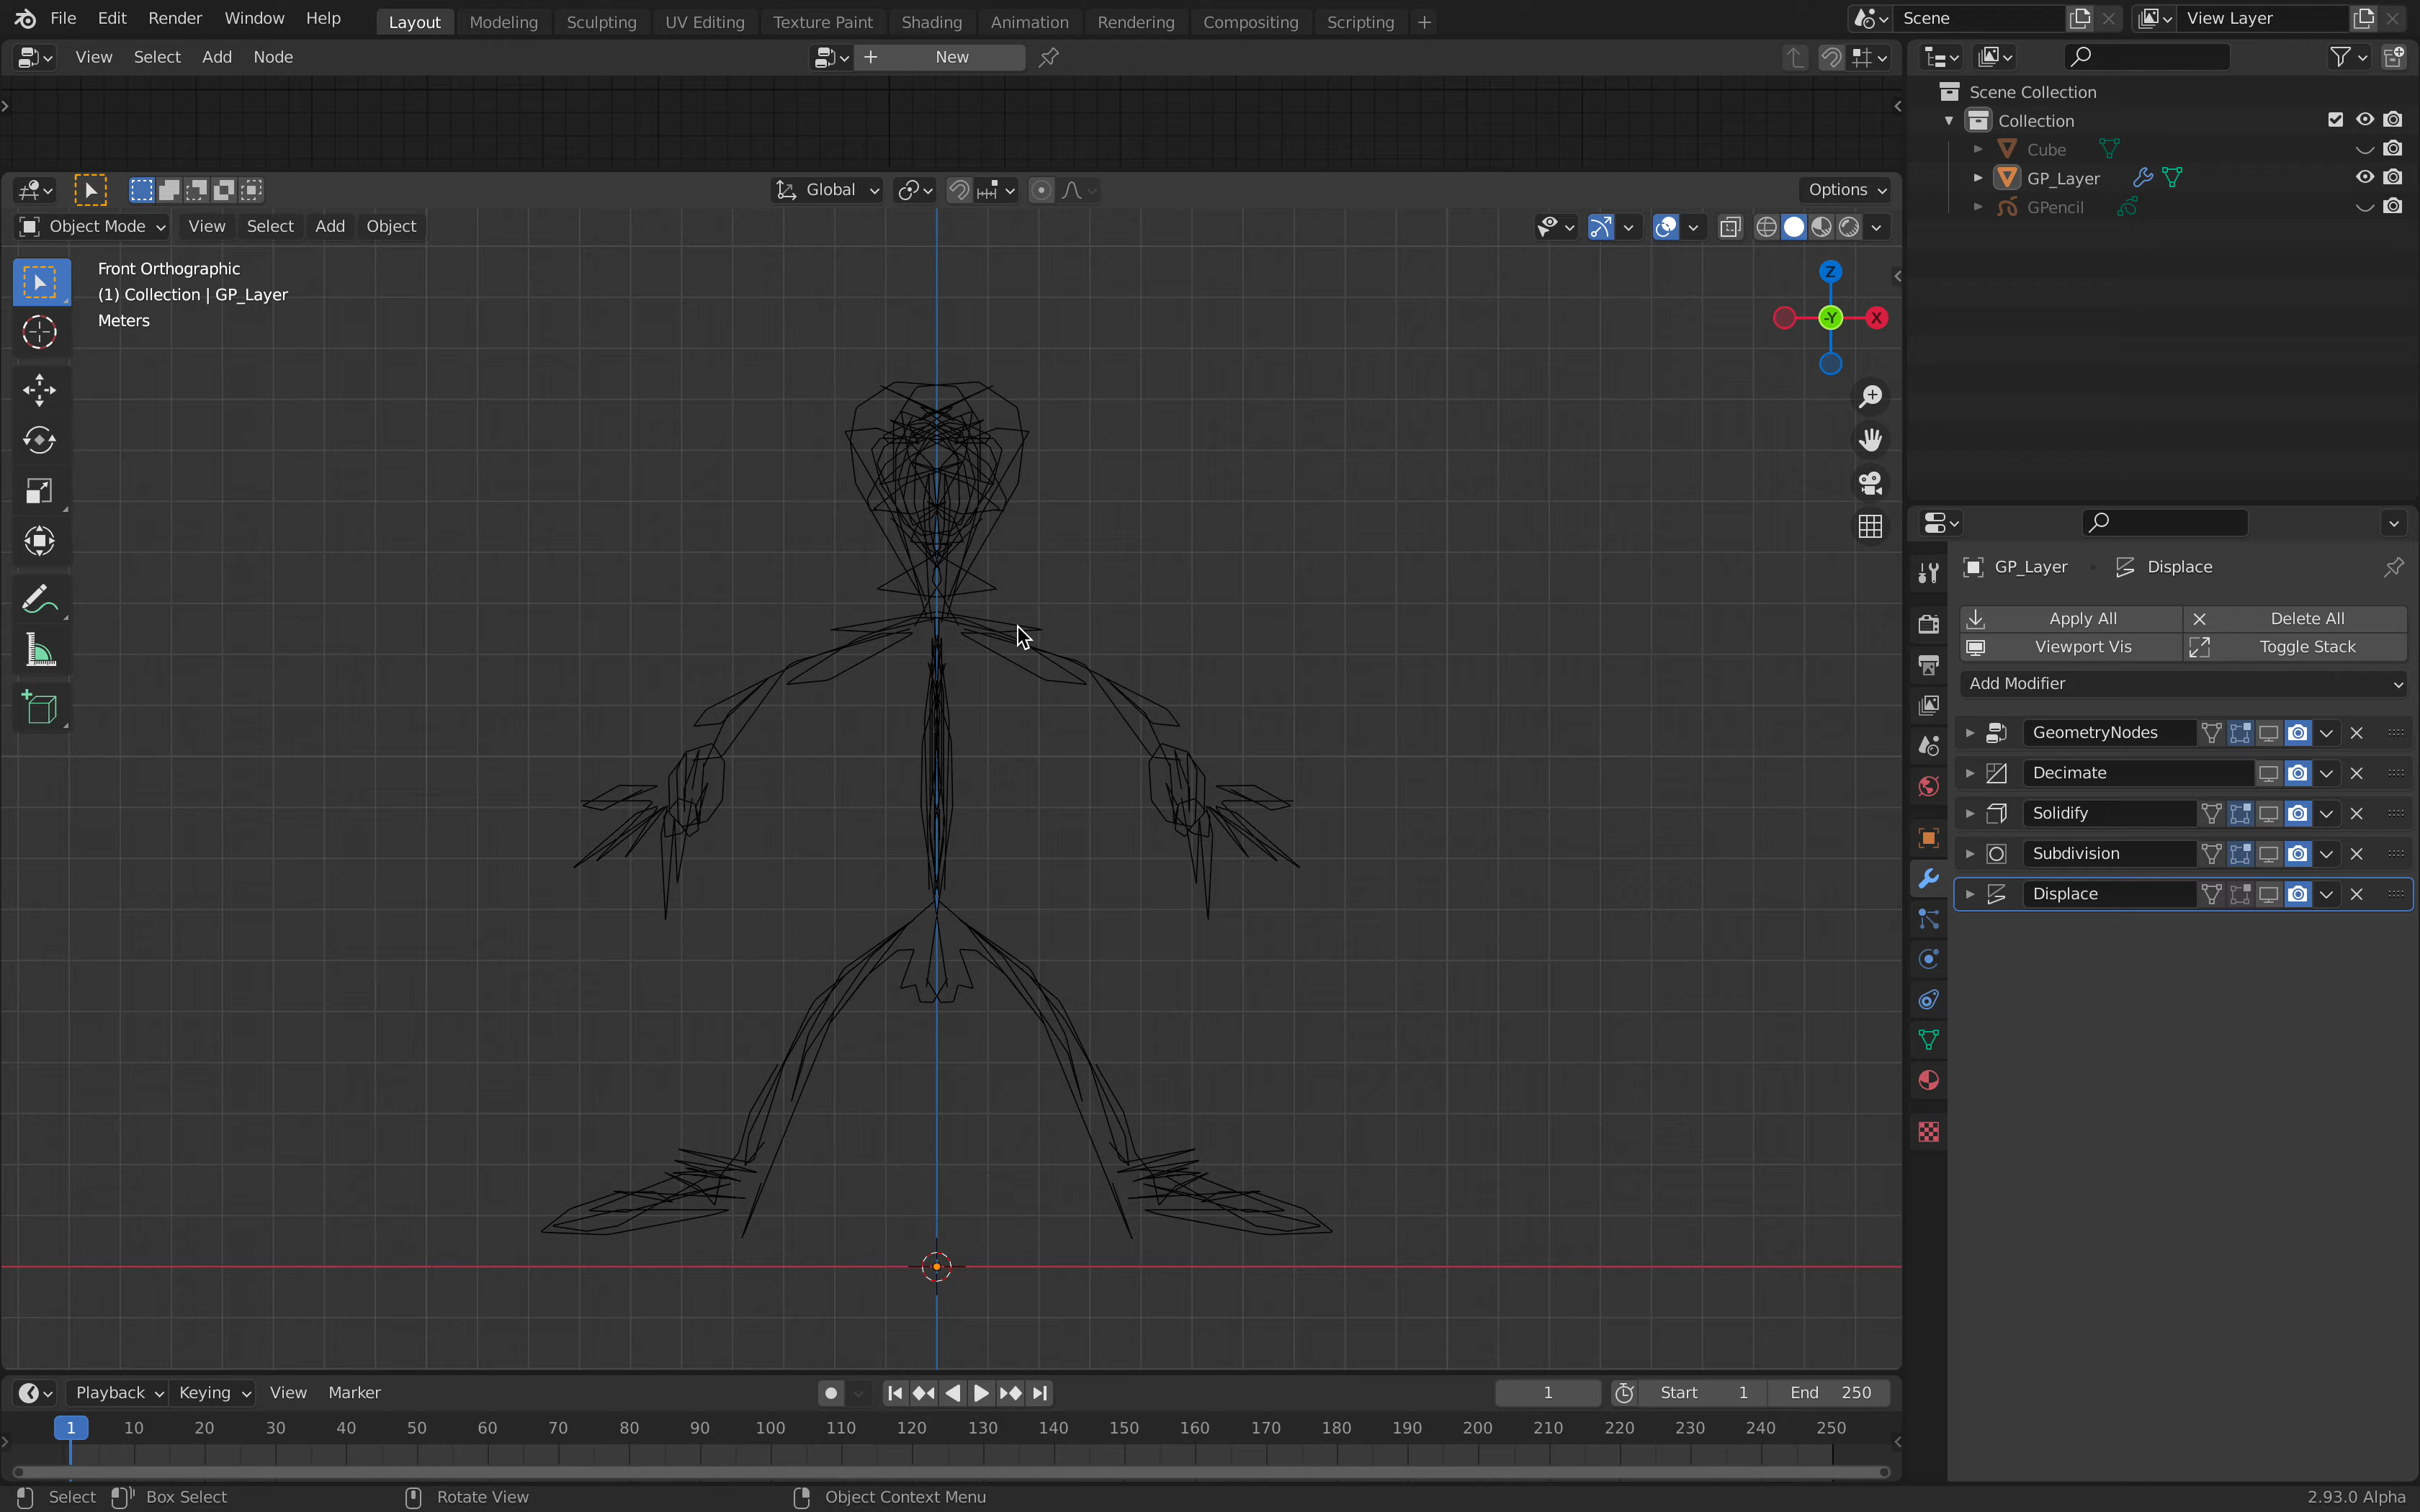 File Edit Render Window Help Layout Modeling Sculpting UV Editing Texture Paint Shading Animation Rendering Compositing Scripting Scene View Layer
View Select Add Node New
Scene Collection
Collection
Cube
GP_Layer
GPencil
Global Options
Object Mode View Select Add Object
Front Orthographic
(1) Collection | GP_Layer
Meters
Z
-Y X
GP_Layer Displace
Apply All Delete All
Viewport Vis Toggle Stack
Add Modifier
GeometryNodes
Decimate
Solidify
Subdivision
Displace
Playback Keying View Marker 1 Start 1 End 250
1 10 20 30 40 50 60 70 80 90 100 110 120 130 140 150 160 170 180 190 200 210 220 230 240 250
Select Box Select Rotate View Object Context Menu 2.93.0 Alpha